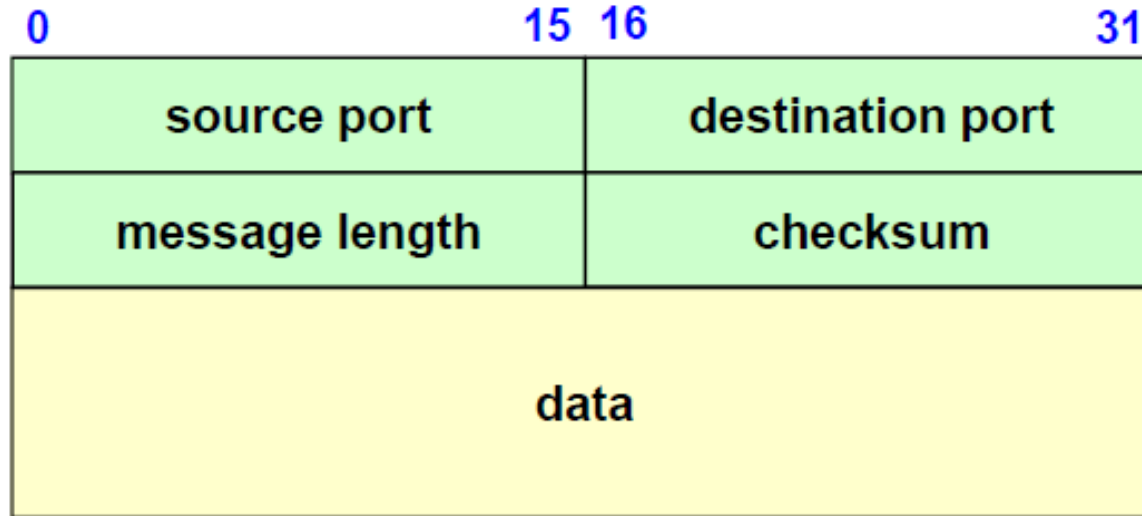 0 15 16 31
source port destination port
message length checksum
data